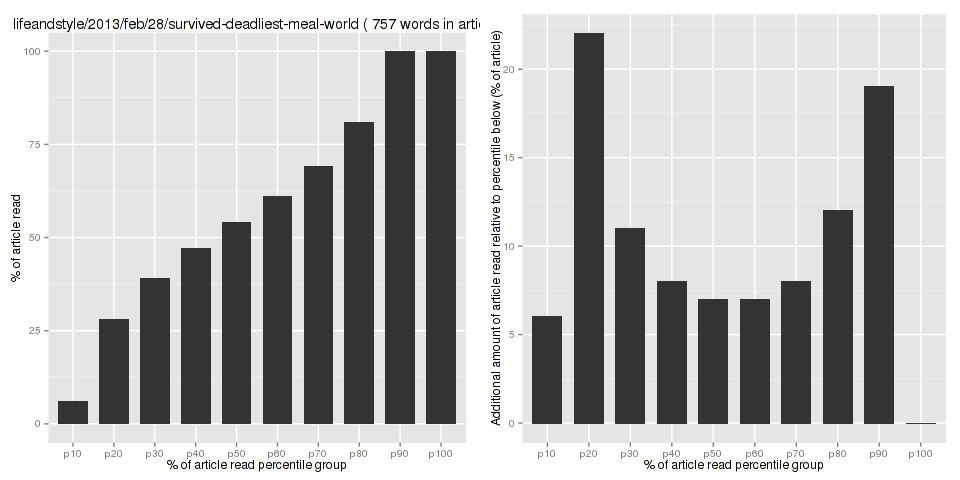 lifeandstyle/2013/feb/28/survived-deadliest-meal-world ( 757 words in
% of article read
100
75
50
25
0
p10 p20 p30 p40 p50 p60 p70 p80 p90 p100
% of article read percentile group
Additional amount of article read relative to percentile below (% of article)
20
15
10
5
0
p10 p20 p30 p40 p50 p60 p70 p80 p90 p100
% of article read percentile group